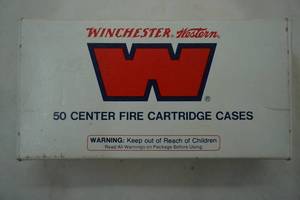 WINCHESTER Western
W ®
50 CENTER FIRE CARTRIDGE CASES
WARNING: Keep out of Reach of Children
Read All Warnings on Package Before Using